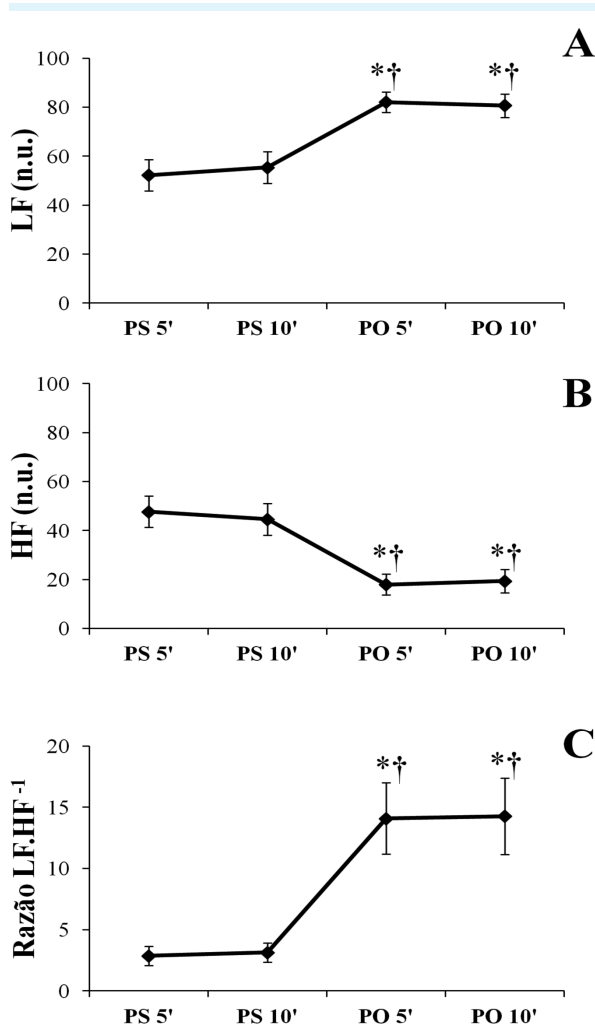 A
LF (n.u.)
100
80
60
40
20
0
*† *†
PS 5' PS 10' PO 5' PO 10'
B
HF (n.u.)
100
80
60
40
20
0
*† *†
PS 5' PS 10' PO 5' PO 10'
C
Razão LF.HF⁻¹
20
15
10
5
0
*† *†
PS 5' PS 10' PO 5' PO 10'